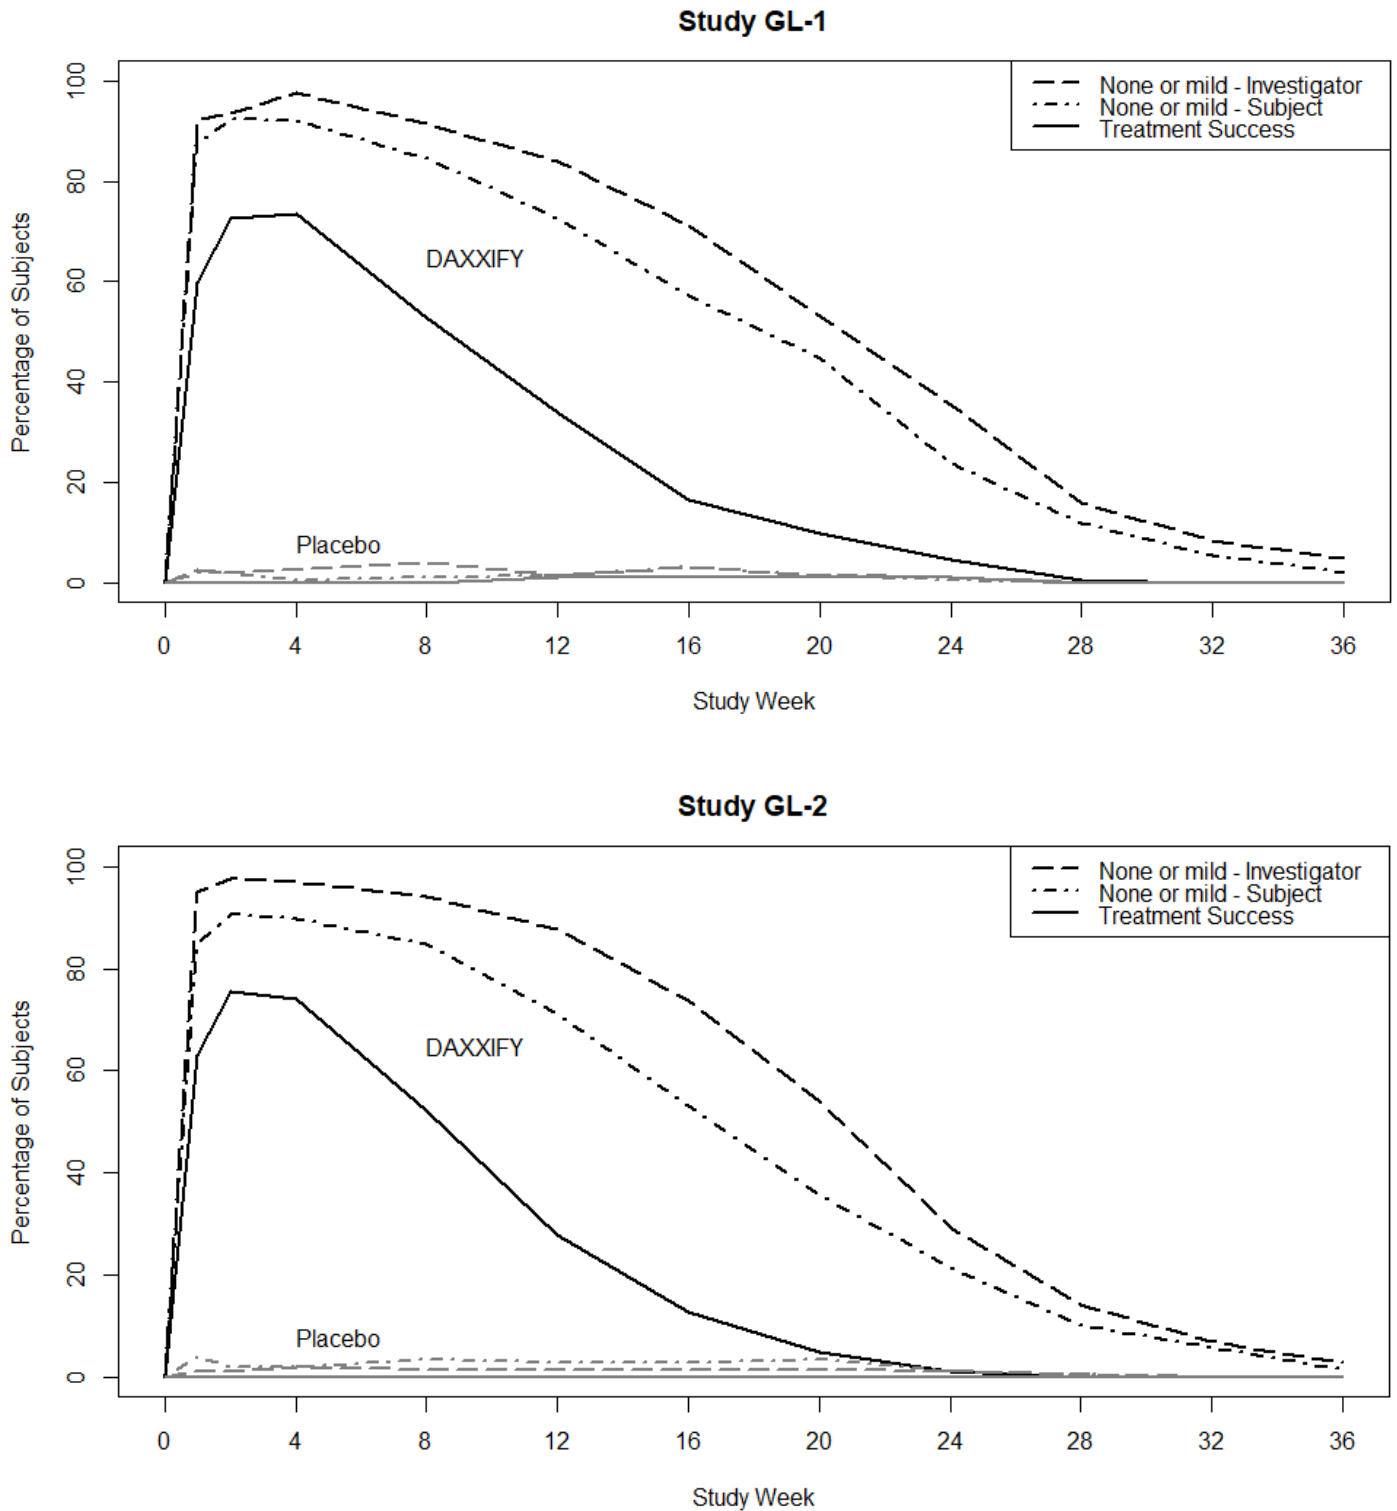 Study GL-1
None or mild - Investigator
None or mild - Subject
Treatment Success
100
80
60
40
20
0
Percentage of Subjects
DAXXIFY
Placebo
0 4 8 12 16 20 24 28 32 36
Study Week
Study GL-2
None or mild - Investigator
None or mild - Subject
Treatment Success
100
80
60
40
20
0
Percentage of Subjects
DAXXIFY
Placebo
0 4 8 12 16 20 24 28 32 36
Study Week